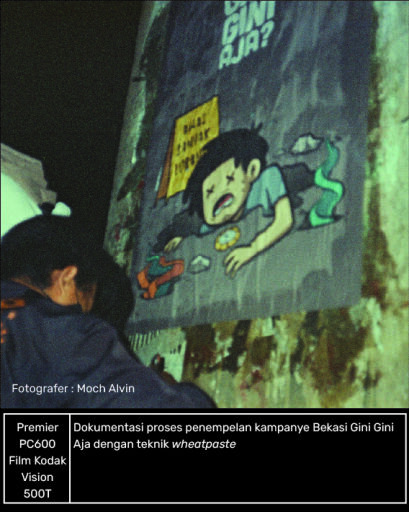 GINI
AJA?
Fotografer : Moch Alvin
Premier
PC600
Film Kodak
Vision
500T
Dokumentasi proses penempelan kampanye Bekasi Gini Gini
Aja dengan teknik wheatpaste